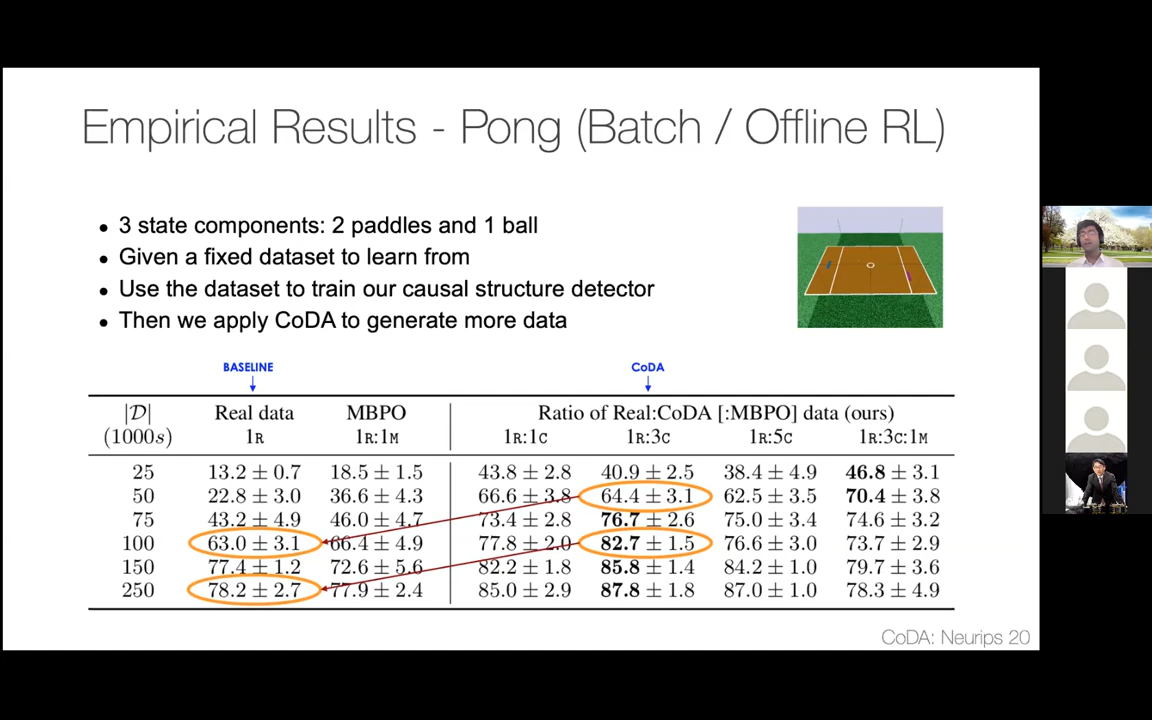 Empirical Results - Pong (Batch / Offline RL)
• 3 state components: 2 paddles and 1 ball
• Given a fixed dataset to learn from
• Use the dataset to train our causal structure detector
• Then we apply CoDA to generate more data
BASELINE CoDA
|D| Real data MBPO Ratio of Real:CoDA [:MBPO] data (ours)
(1000s) 1R 1R:1M 1R:1C 1R:3C 1R:5C 1R:3C:1M
25 13.2 ± 0.7 18.5 ± 1.5 43.8 ± 2.8 40.9 ± 2.5 38.4 ± 4.9 46.8 ± 3.1
50 22.8 ± 3.0 36.6 ± 4.3 66.6 ± 3.8 64.4 ± 3.1 62.5 ± 3.5 70.4 ± 3.8
75 43.2 ± 4.9 46.0 ± 4.7 73.4 ± 2.8 76.7 ± 2.6 75.0 ± 3.4 74.6 ± 3.2
100 63.0 ± 3.1 66.4 ± 4.9 77.8 ± 2.0 82.7 ± 1.5 76.6 ± 3.0 73.7 ± 2.9
150 77.4 ± 1.2 72.6 ± 5.6 82.2 ± 1.8 85.8 ± 1.4 84.2 ± 1.0 79.7 ± 3.6
250 78.2 ± 2.7 77.9 ± 2.4 85.0 ± 2.9 87.8 ± 1.8 87.0 ± 1.0 78.3 ± 4.9
CoDA: Neurips 20